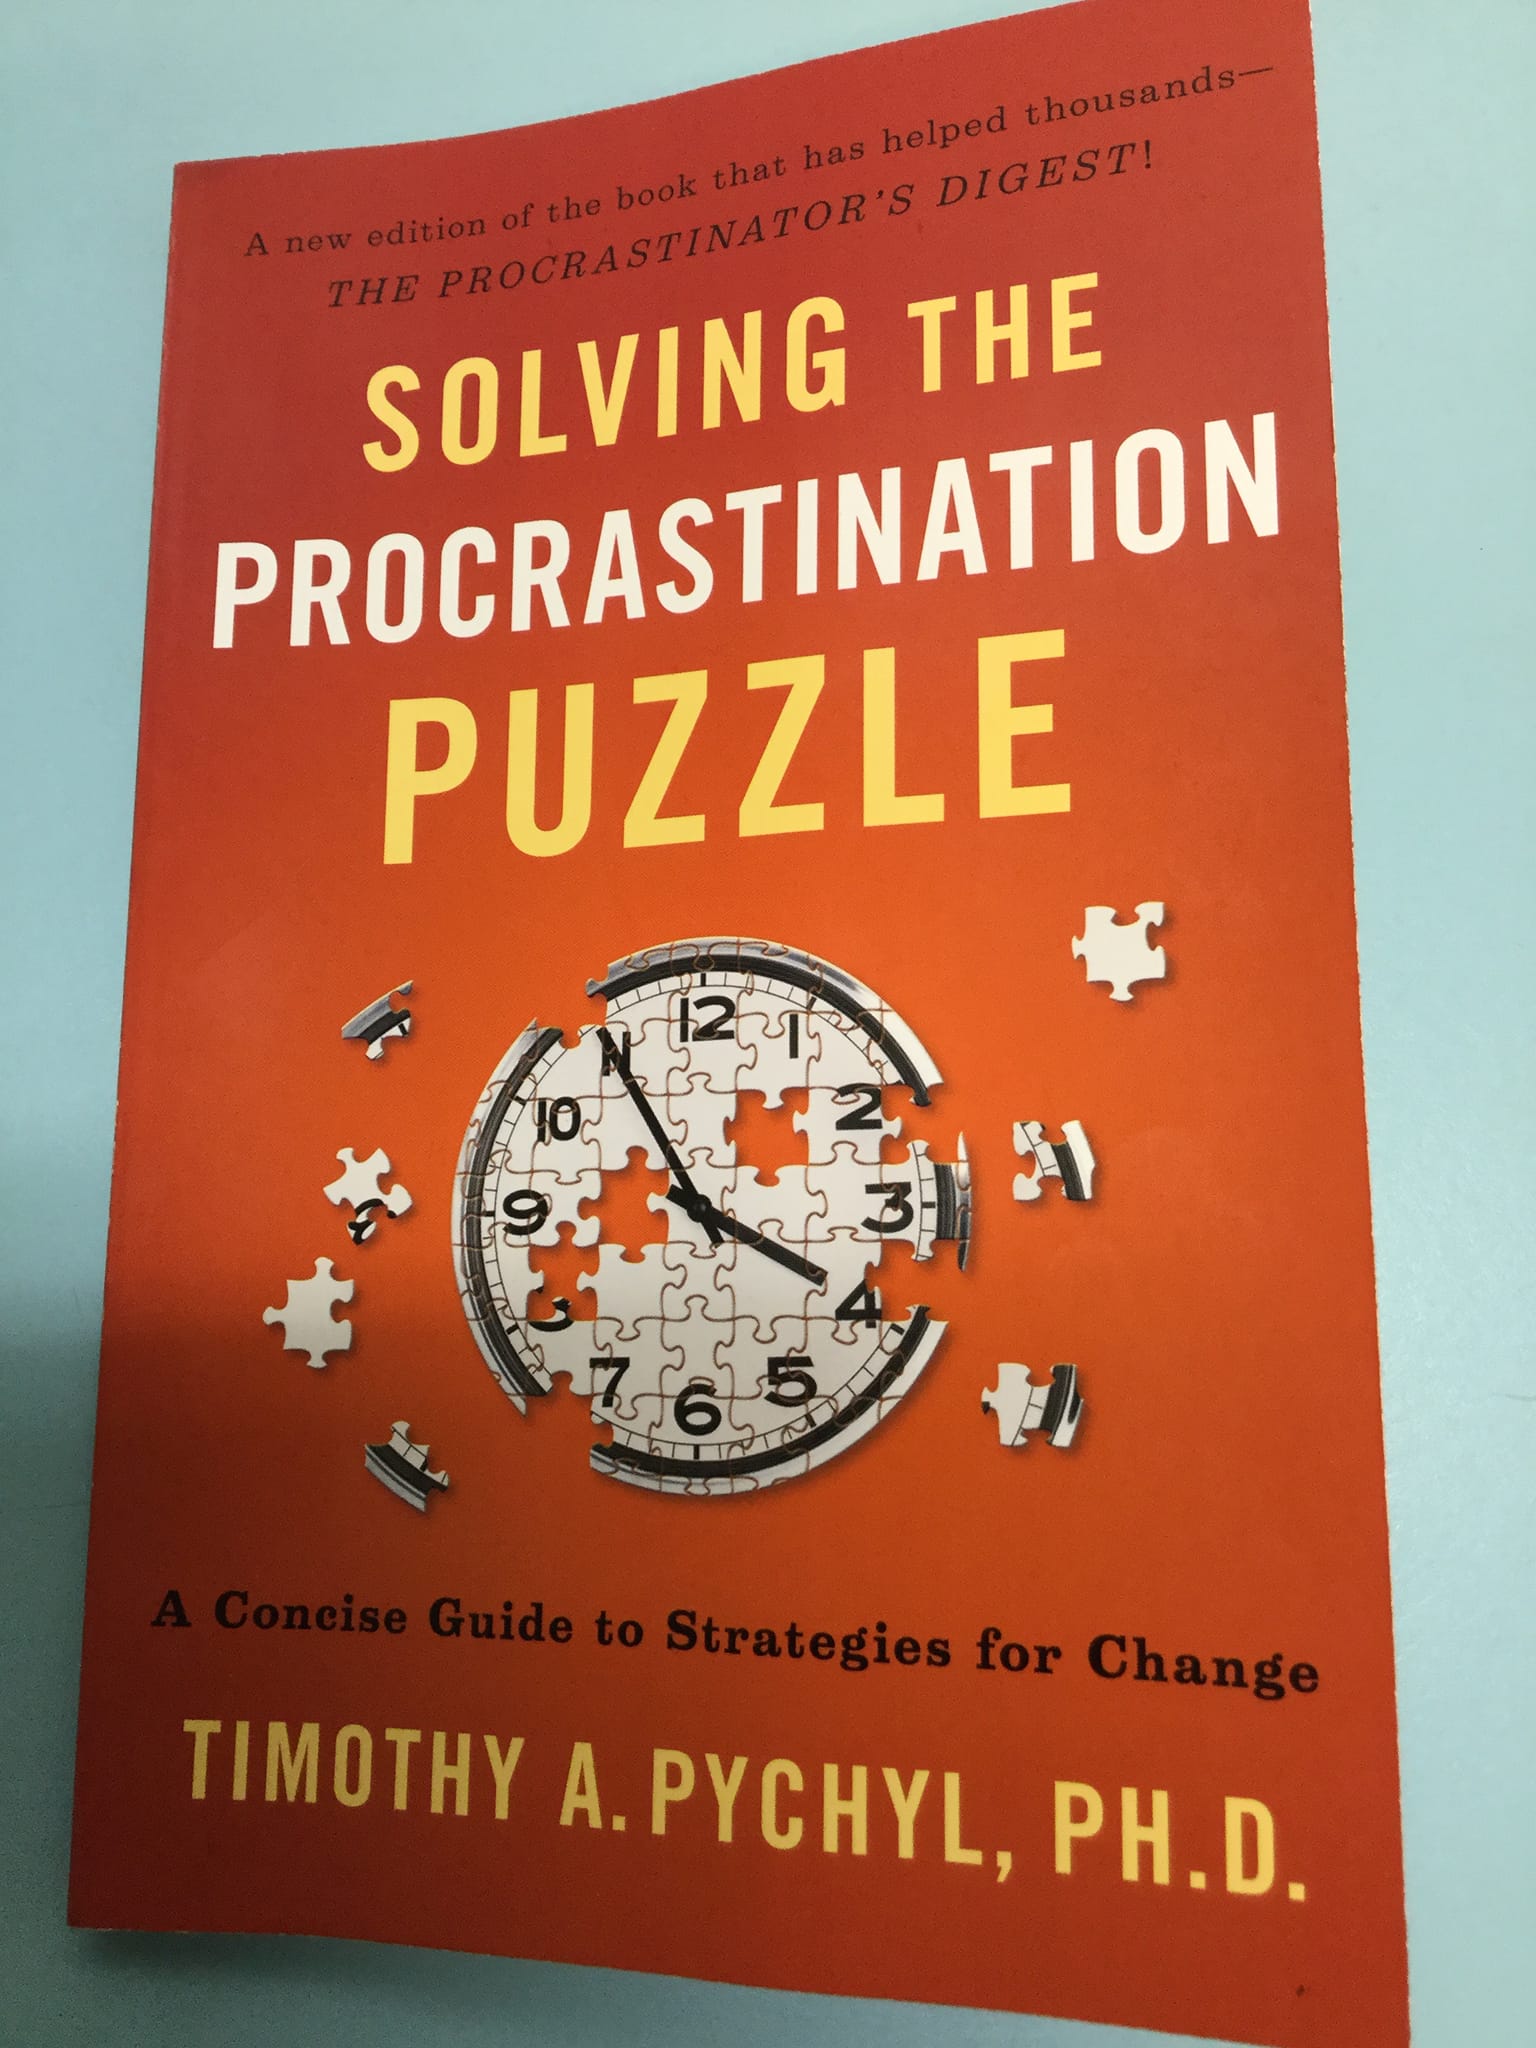 A new edition of the book that has helped thousands—
THE PROCRASTINATOR'S DIGEST!
SOLVING THE
PROCRASTINATION
PUZZLE
12
1
2
3
4
5
6
7
9
10
A Concise Guide to Strategies for Change
TIMOTHY A. PYCHYL, PH.D.